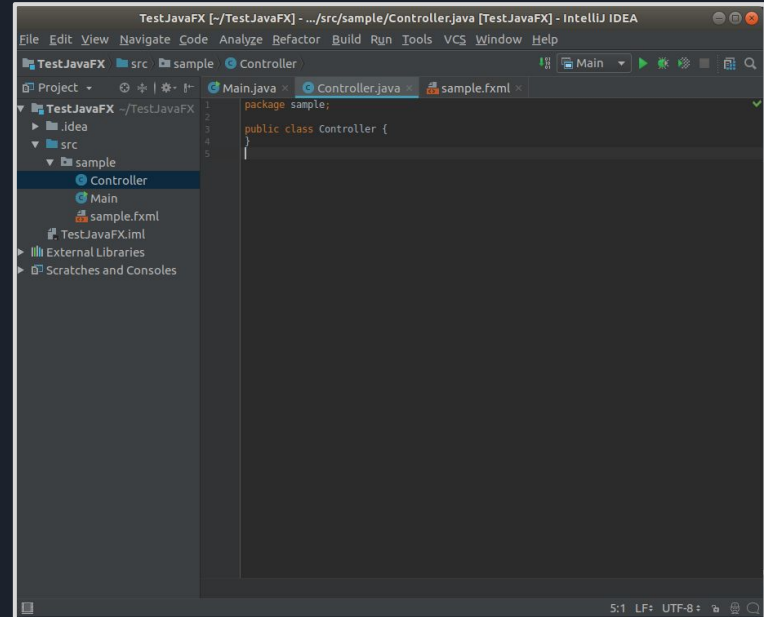 TestJavaFX [~/TestJavaFX] - .../src/sample/Controller.java [TestJavaFX] - IntelliJ IDEA
File Edit View Navigate Code Analyze Refactor Build Run Tools VCS Window Help
TestJavaFX src sample Controller Main
Project Main.java Controller.java sample.fxml
TestJavaFX ~/TestJavaFX
.idea
src
sample
Controller
Main
sample.fxml
TestJavaFX.iml
External Libraries
Scratches and Consoles
1 package sample;
2
3 public class Controller {
4 }
5
5:1 LF UTF-8